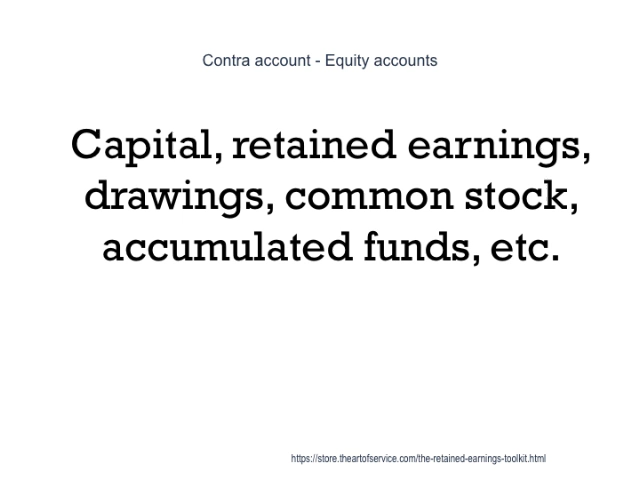 Contra account - Equity accounts
Capital, retained earnings,
drawings, common stock,
accumulated funds, etc.
https://store.theartofservice.com/the-retained-earnings-toolkit.html